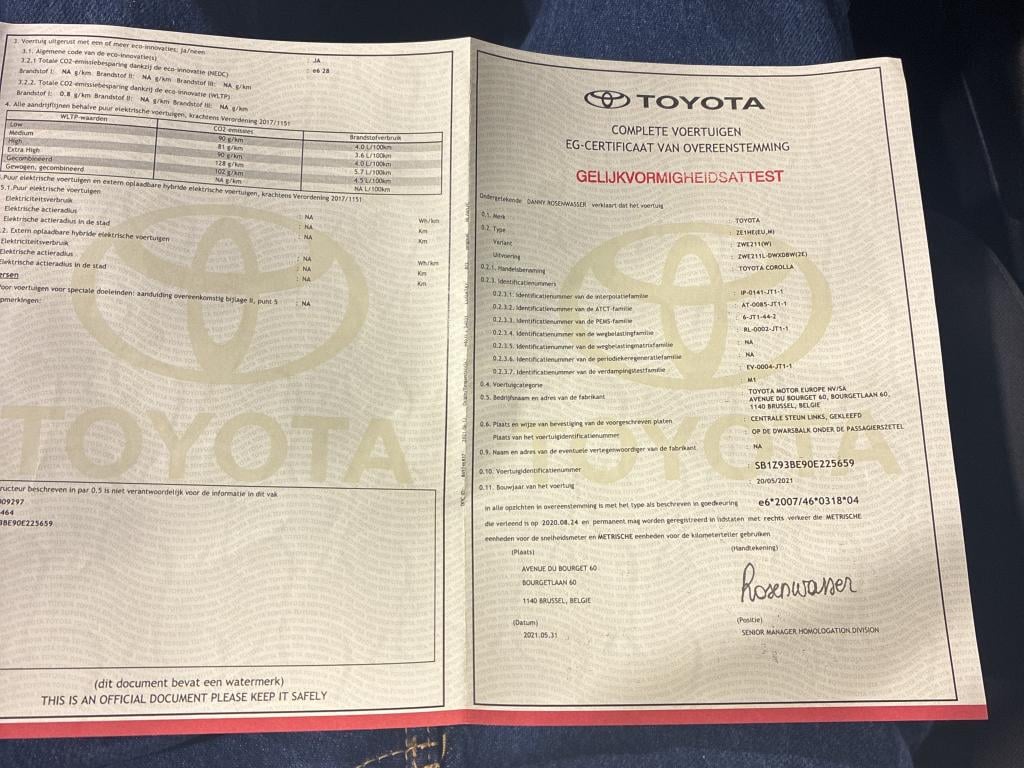 3. Voertuig uitgerust met een of meer eco-innovaties: ja/neen : JA
3.1. Algemene code van de eco-innovatie(s) : e6 28
3.2.1 Totale CO2-emissiebesparing dankzij de eco-innovatie (NEDC)
Brandstof I: NA g/km Brandstof II: NA g/km Brandstof III: NA g/km
3.2.2. Totale CO2-emissiebesparing dankzij de eco-innovatie (WLTP)
Brandstof I: 0.8 g/km Brandstof II: NA g/km Brandstof III: NA g/km
4. Alle aandrijflijnen behalve puur elektrische voertuigen, krachtens Verordening 2017/1151
WLTP-waarden CO2-emissies Brandstofverbruik
Low 90 g/km 4.0 L/100km
Medium 81 g/km 3.6 L/100km
High 90 g/km 4.0 L/100km
Extra High 128 g/km 5.7 L/100km
Gecombineerd 102 g/km 4.5 L/100km
Gewogen, gecombineerd NA g/km NA L/100km
.Puur elektrische voertuigen en extern oplaadbare hybride elektrische voertuigen, krachtens Verordening 2017/1151
5.1.Puur elektrische voertuigen
Elektriciteitsverbruik : NA Wh/km
Elektrische actieradius : NA Km
Elektrische actieradius in de stad : NA Km
.2. Extern oplaadbare hybride elektrische voertuigen
Elektriciteitsverbruik : NA Wh/km
Elektrische actieradius : NA Km
Elektrische actieradius in de stad : NA Km
ersen
oor voertuigen voor speciale doeleinden: aanduiding overeenkomstig bijlage II, punt 5 : NA
pmerkingen:
TOYOTA
ructeur beschreven in par 0.5 is niet verantwoordelijk voor de informatie in dit vak
009297
464
3BE90E225659
(dit document bevat een watermerk)
THIS IS AN OFFICIAL DOCUMENT PLEASE KEEP IT SAFELY
TOYOTA
COMPLETE VOERTUIGEN
EG-CERTIFICAAT VAN OVEREENSTEMMING
GELIJKVORMIGHEIDSATTEST
Ondergetekende DANNY ROSENWASSER verklaart dat het voertuig
0.1. Merk : TOYOTA
0.2. Type : ZE1HE(EU,M)
Variant : ZWE211(W)
Uitvoering : ZWE211L-DWXDBW(2E)
0.2.1. Handelsbenaming : TOYOTA COROLLA
0.2.3. Identificatienummers
0.2.3.1. Identificatienummer van de interpolatiefamilie : IP-0141-JT1-1
0.2.3.2. Identificatienummer van de ATCT-familie : AT-0085-JT1-1
0.2.3.3. Identificatienummer van de PEMS-familie : 6-JT1-44-2
0.2.3.4. Identificatienummer van de wegbelastingfamilie : RL-0002-JT1-1
0.2.3.5. Identificatienummer van de wegbelastingmatrixfamilie : NA
0.2.3.6. Identificatienummer van de periodiekeregeneratiefamilie : NA
0.2.3.7. Identificatienummer van de verdampingstestfamilie : EV-0004-JT1-1
0.4. Voertuigcategorie : M1
0.5. Bedrijfsnaam en adres van de fabrikant : TOYOTA MOTOR EUROPE NV/SA
AVENUE DU BOURGET 60, BOURGETLAAN 60,
1140 BRUSSEL, BELGIE
0.6. Plaats en wijze van bevestiging van de voorgeschreven platen : CENTRALE STEUN LINKS, GEKLEEFD
Plaats van het voertuigidentificatienummer : OP DE DWARSBALK ONDER DE PASSAGIERSZETEL
0.9. Naam en adres van de eventuele vertegenwoordiger van de fabrikant : NA
0.10. Voertuigidentificatienummer : SB1Z93BE90E225659
0.11. Bouwjaar van het voertuig : 20/05/2021
in alle opzichten in overeenstemming is met het type als beschreven in goedkeuring e6*2007/46*0318*04
die verleend is op 2020.08.24 en permanent mag worden geregistreerd in lidstaten met rechts verkeer die METRISCHE
eenheden voor de snelheidsmeter en METRISCHE eenheden voor de kilometerteller gebruiken
(Plaats) (Handtekening)
AVENUE DU BOURGET 60
BOURGETLAAN 60
1140 BRUSSEL, BELGIE
Rosenwasser
(Datum) (Positie)
2021.05.31 SENIOR MANAGER HOMOLOGATION DIVISION
TOYOTA